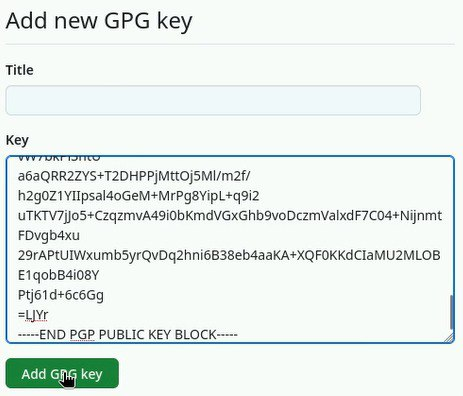 Add new GPG key
Title
Key
a6aQRR2ZYS+T2DHPPjMttOj5Ml/m2f/
h2g0Z1YIIpsal4oGeM+MrPg8YipL+q9i2
uTKTV7jJo5+CzqzmvA49i0bKmdVGxGhb9voDczmValxdF7C04+Nijnmt
FDvgb4xu
29rAPtUIWxumb5yrQvDq2hni6B38eb4aaKA+XQF0KKdCIaMU2MLOB
E1qobB4i08Y
Ptj61d+6c6Gg
=LJYr
-----END PGP PUBLIC KEY BLOCK-----
Add GPG key